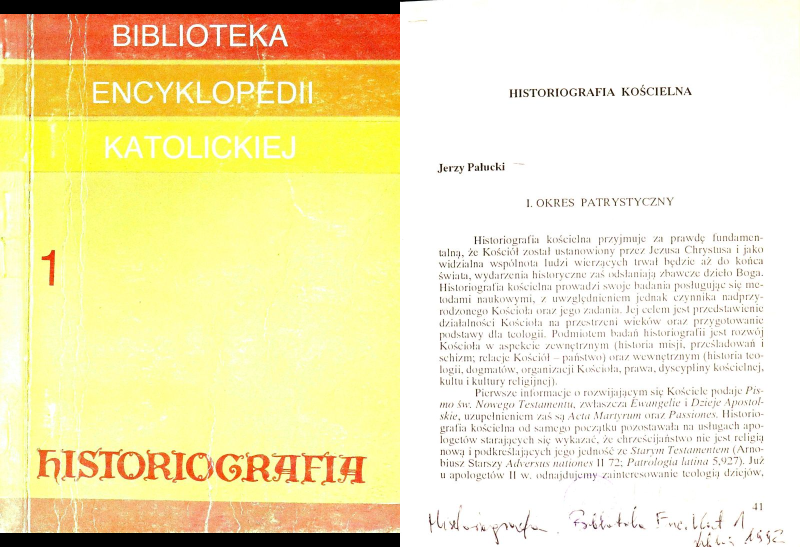 BIBLIOTEKA
ENCYKLOPEDII
KATOLICKIEJ
1
HISTORIOGRAFIA
HISTORIOGRAFIA KOŚCIELNA
Jerzy Pałucki
I. OKRES PATRYSTYCZNY
Historiografia kościelna przyjmuje za prawdę fundamen-
talną, że Kościół został ustanowiony przez Jezusa Chrystusa i jako
widzialna wspólnota ludzi wierzących trwał będzie aż do końca
świata, wydarzenia historyczne zaś odsłaniają zbawcze dzieło Boga.
Historiografia kościelna prowadzi swoje badania posługując się me-
todami naukowymi, z uwzględnieniem jednak czynnika nadprzy-
rodzonego Kościoła oraz jego zadania. Jej celem jest przedstawienie
działalności Kościoła na przestrzeni wieków oraz przygotowanie
podstawy dla teologii. Podmiotem badań historiografii jest rozwój
Kościoła w aspekcie zewnętrznym (historia misji, prześladowań i
schizm; relacje Kościół – państwo) oraz wewnętrznym (historia teo-
logii, dogmatów, organizacji Kościoła, prawa, dyscypliny kościelnej,
kultu i kultury religijnej).
Pierwsze informacje o rozwijającym się Kościele podaje Pis-
mo św. Nowego Testamentu, zwłaszcza Ewangelie i Dzieje Apostol-
skie, uzupełnieniem zaś są Acta Martyrum oraz Passiones. Historio-
grafia kościelna od samego początku pozostawała na usługach apo-
logetów starających się wykazać, że chrześcijaństwo nie jest religią
nową i podkreślających jego jedność ze Starym Testamentem (Arno-
biusz Starszy Adversus nationes II 72; Patrologia latina 5,927). Już
u apologetów II w. odnajdujemy zainteresowanie teologią dziejów,
41
Historiografia, Biblioteka Enc. Kat 1
1992